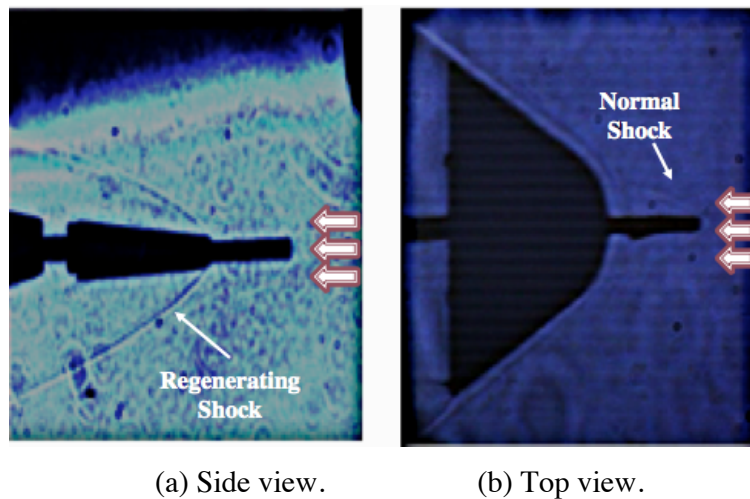 Normal
Shock
Regenerating
Shock
(a) Side view.
(b) Top view.